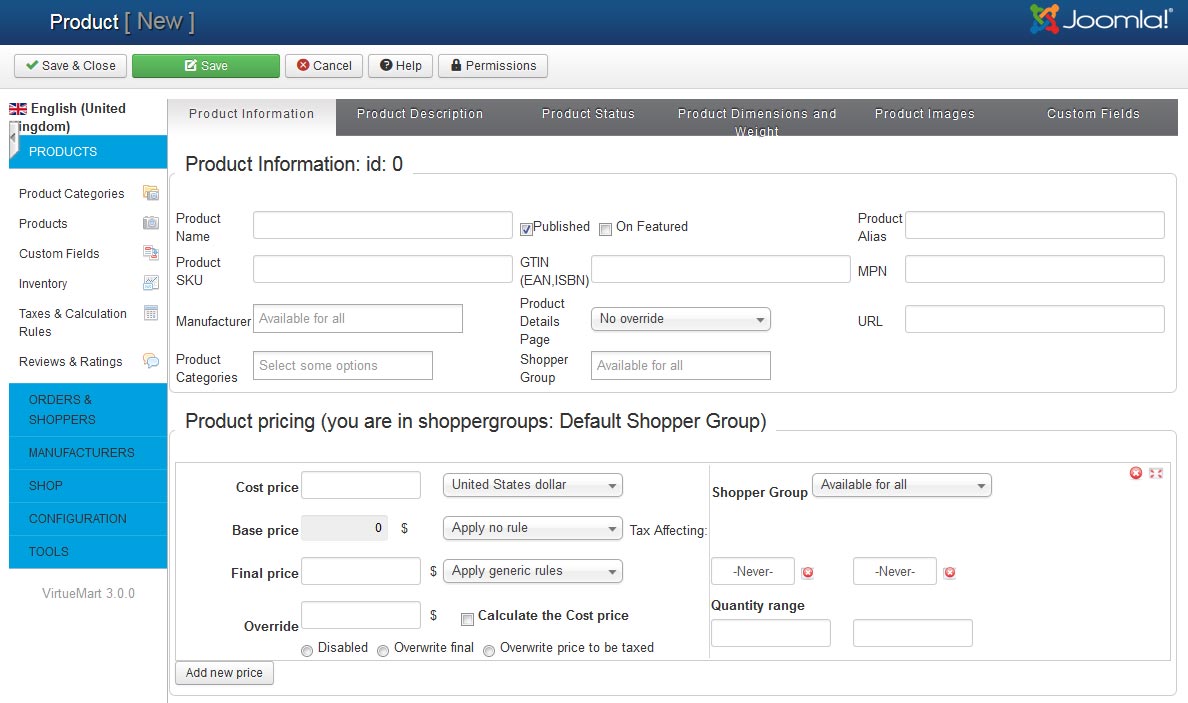 Product [ New ]
Joomla!®
Save & Close
Save
Cancel
Help
Permissions
English (United
ingdom)
PRODUCTS
Product Categories
Products
Custom Fields
Inventory
Taxes & Calculation
Rules
Reviews & Ratings
ORDERS &
SHOPPERS
MANUFACTURERS
SHOP
CONFIGURATION
TOOLS
VirtueMart 3.0.0
Product Information
Product Description
Product Status
Product Dimensions and
Weight
Product Images
Custom Fields
Product Information: id: 0
Product
Name
Published
On Featured
Product
Alias
Product
SKU
GTIN
(EAN,ISBN)
MPN
Manufacturer
Available for all
Product
Details
Page
No override
URL
Product
Categories
Select some options
Shopper
Group
Available for all
Product pricing (you are in shoppergroups: Default Shopper Group)
Cost price
United States dollar
Shopper Group
Available for all
Base price
0
$
Apply no rule
Tax Affecting:
Final price
$
Apply generic rules
-Never-
-Never-
Override
$
Calculate the Cost price
Quantity range
Disabled
Overwrite final
Overwrite price to be taxed
Add new price